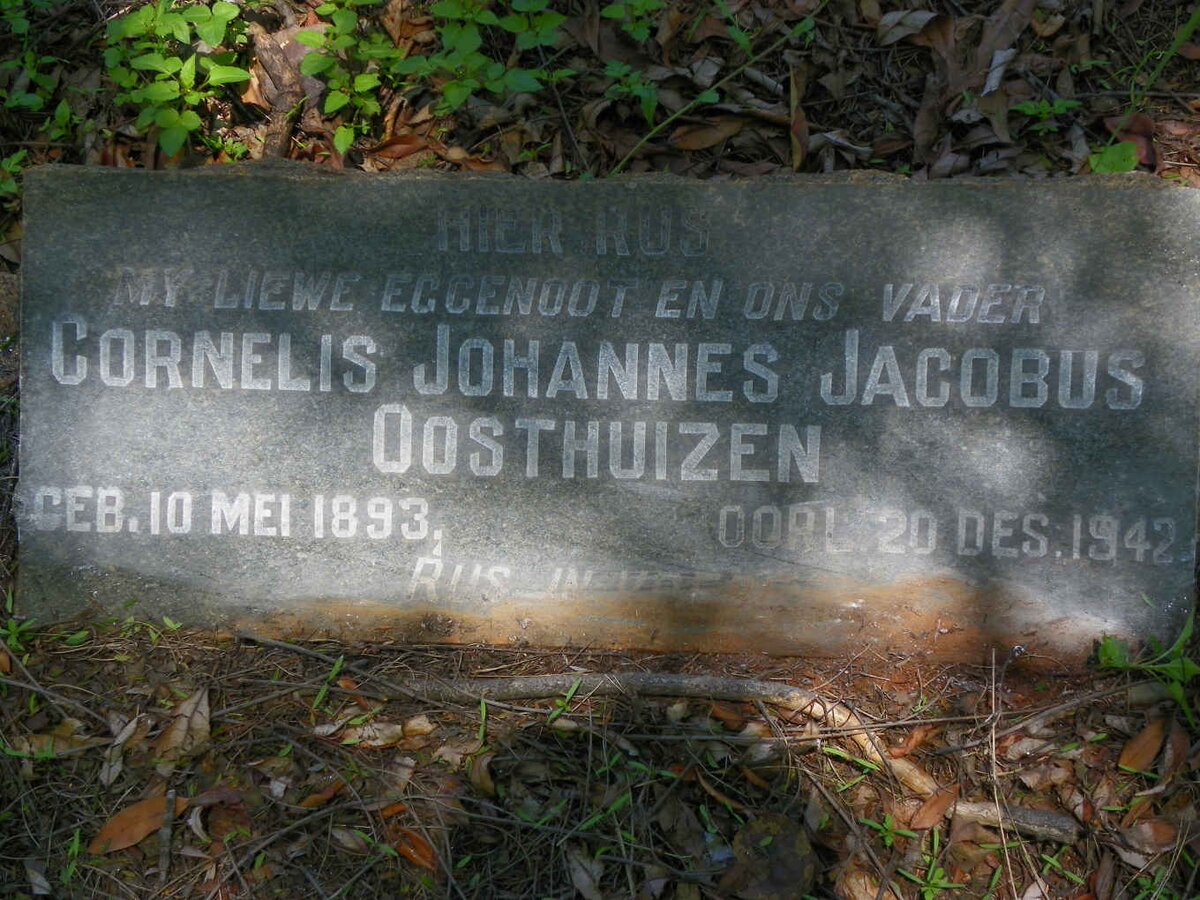 HIER RUS
MY LIEWE EGGENOOT EN ONS VADER
CORNELIS JOHANNES JACOBUS
OOSTHUIZEN
GEB. 10 MEI 1893, OORL. 20 DES. 1942
RUS IN